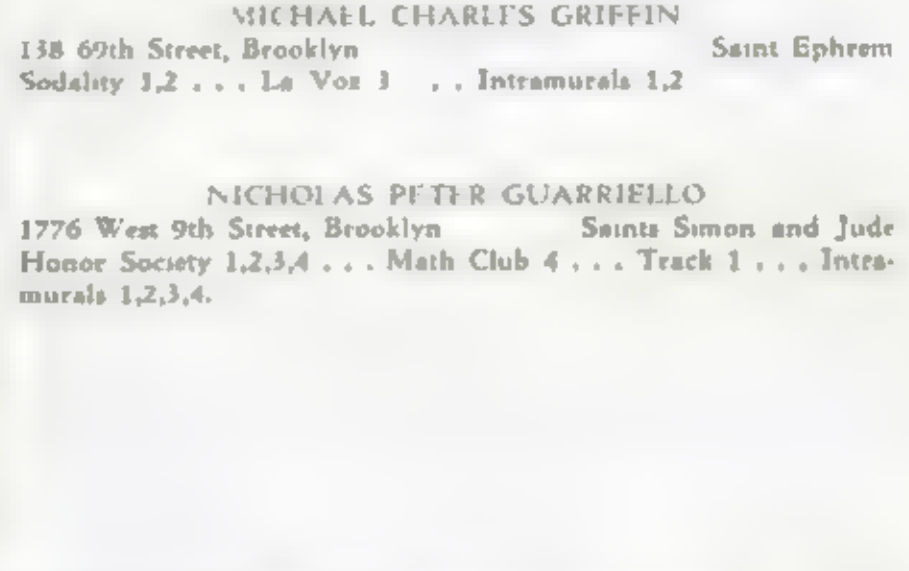 MICHAEL CHARLES GRIFFIN
138 69th Street, Brooklyn Saint Ephrem
Sodality 1,2 . . . La Voz 3 . . Intramurals 1,2
NICHOLAS PETER GUARRIELLO
1776 West 9th Street, Brooklyn Saints Simon and Jude
Honor Society 1,2,3,4 . . . Math Club 4 . . . Track 1 . . . Intra-
murals 1,2,3,4.